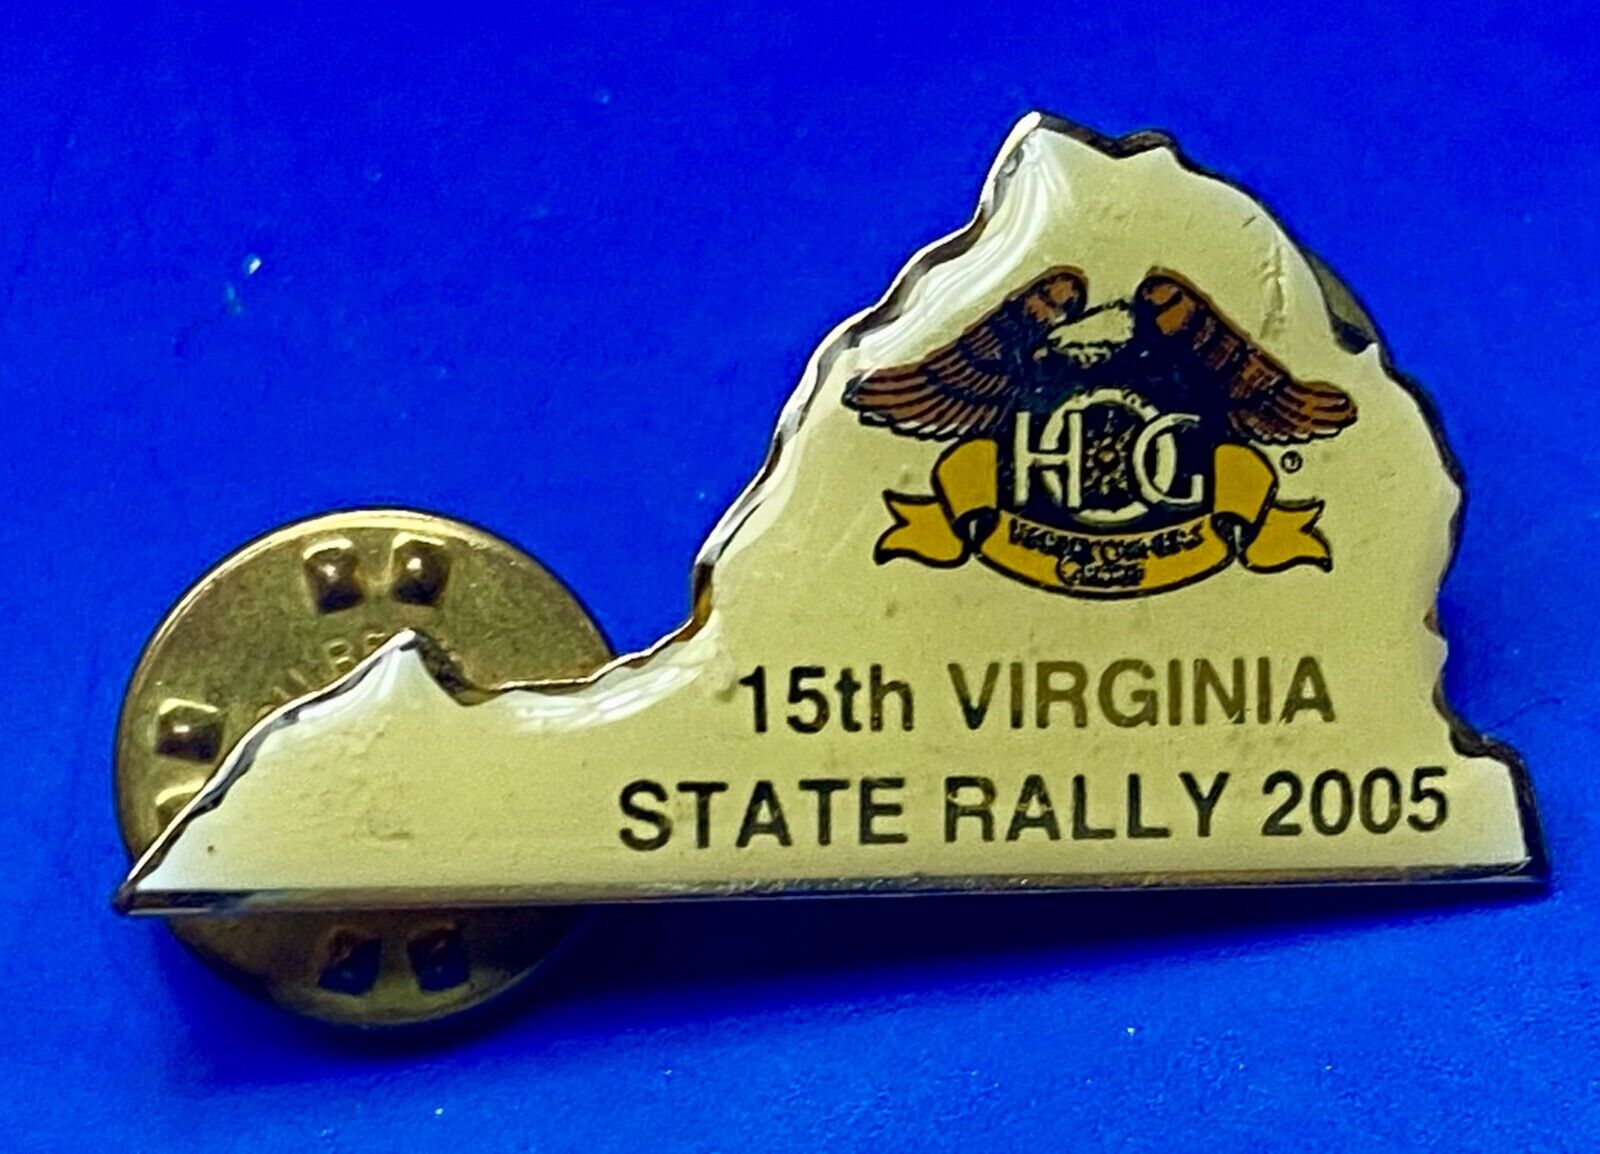 HOG
®
15th VIRGINIA
STATE RALLY 2005